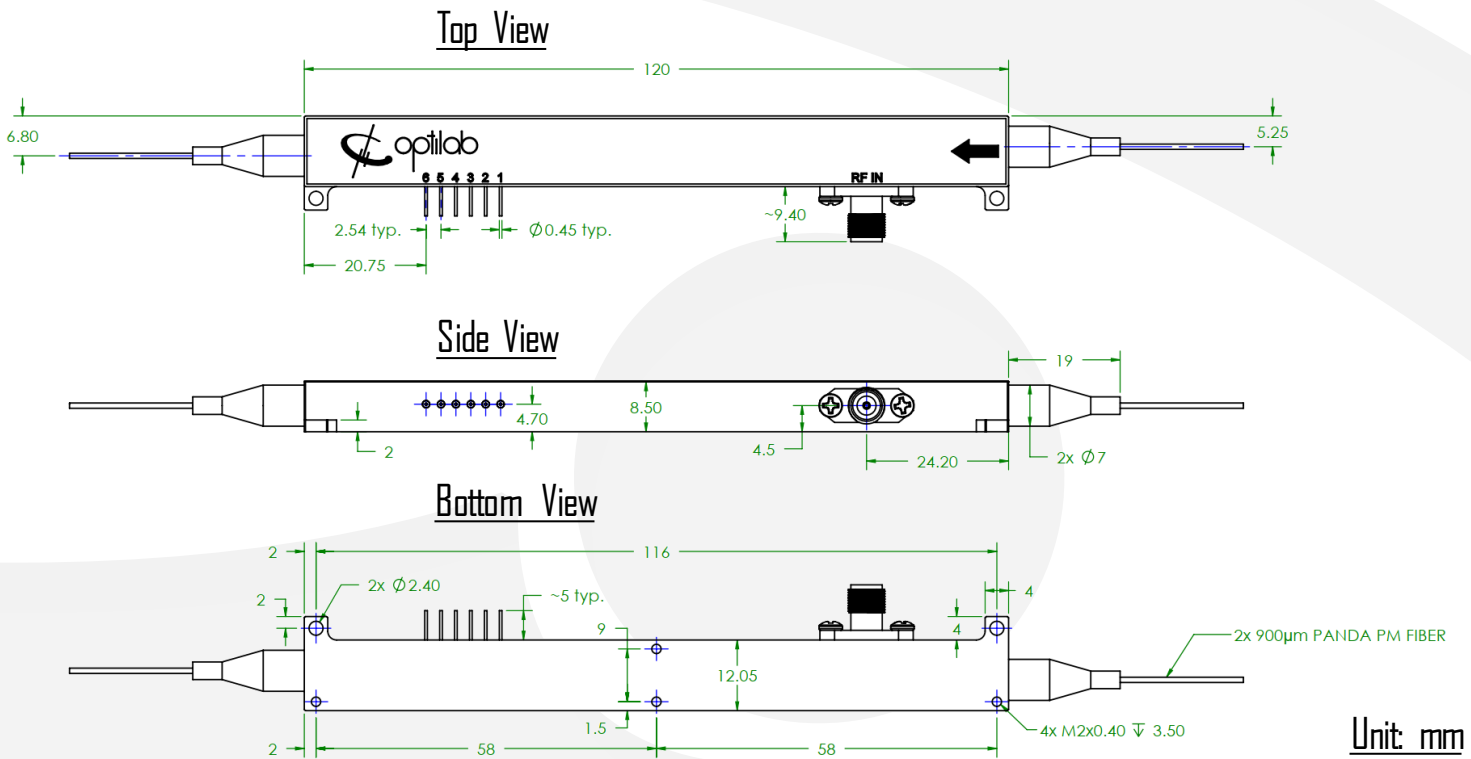 Top View
120
6.80
5.25
optilab
6 5 4 3 2 1
RF IN
~9.40
2.54 typ.
Ø0.45 typ.
20.75
Side View
19
4.70
8.50
2
4.5
24.20
2x Ø7
Bottom View
2
116
2x Ø2.40
2
~5 typ.
4
9
4
2x 900µm PANDA PM FIBER
12.05
1.5
4x M2x0.40 ↧ 3.50
2
58
58
Unit: mm